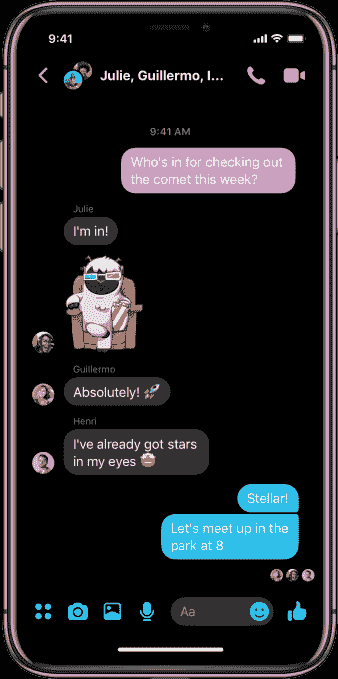 9:41
Julie, Guillermo, I...
9:41 AM
Who's in for checking out
the comet this week?
Julie
I'm in!
Guillermo
Absolutely! 🚀
Henri
I've already got stars
in my eyes 🤩
Stellar!
Let's meet up in the
park at 8
Aa